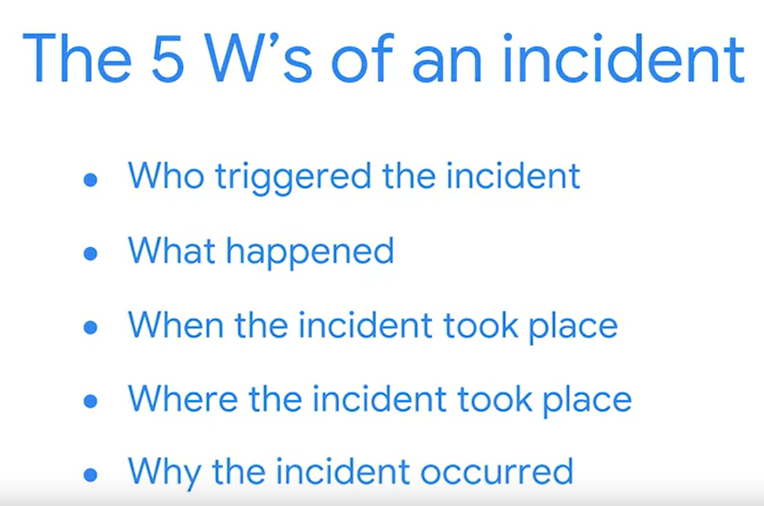 The 5 W’s of an incident
• Who triggered the incident
• What happened
• When the incident took place
• Where the incident took place
• Why the incident occurred